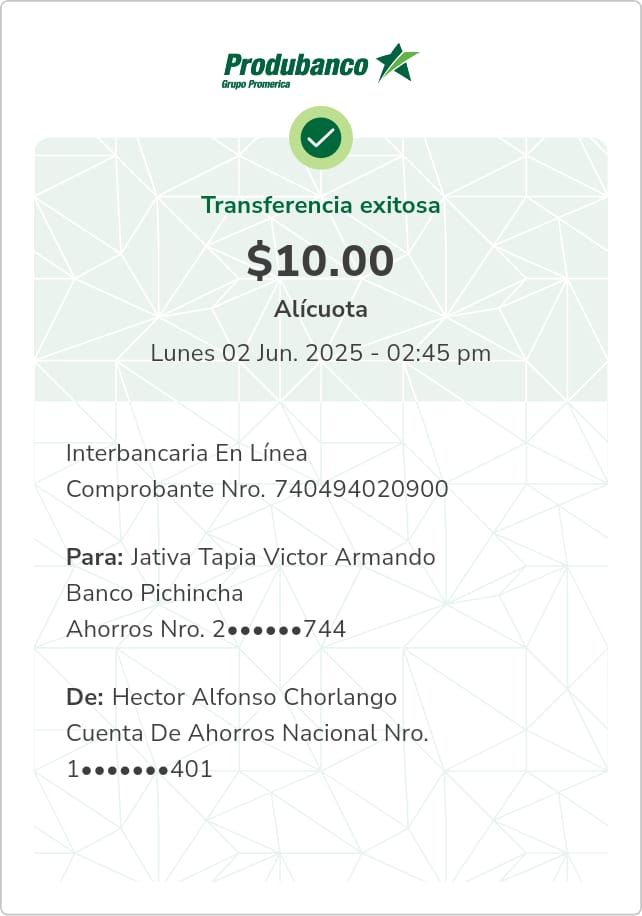 Produbanco
Grupo Promerica
Transferencia exitosa
$10.00
Alícuota
Lunes 02 Jun. 2025 - 02:45 pm
Interbancaria En Línea
Comprobante Nro. 740494020900
Para: Jativa Tapia Victor Armando
Banco Pichincha
Ahorros Nro. 2●●●●●●744
De: Hector Alfonso Chorlango
Cuenta De Ahorros Nacional Nro.
1●●●●●●●401